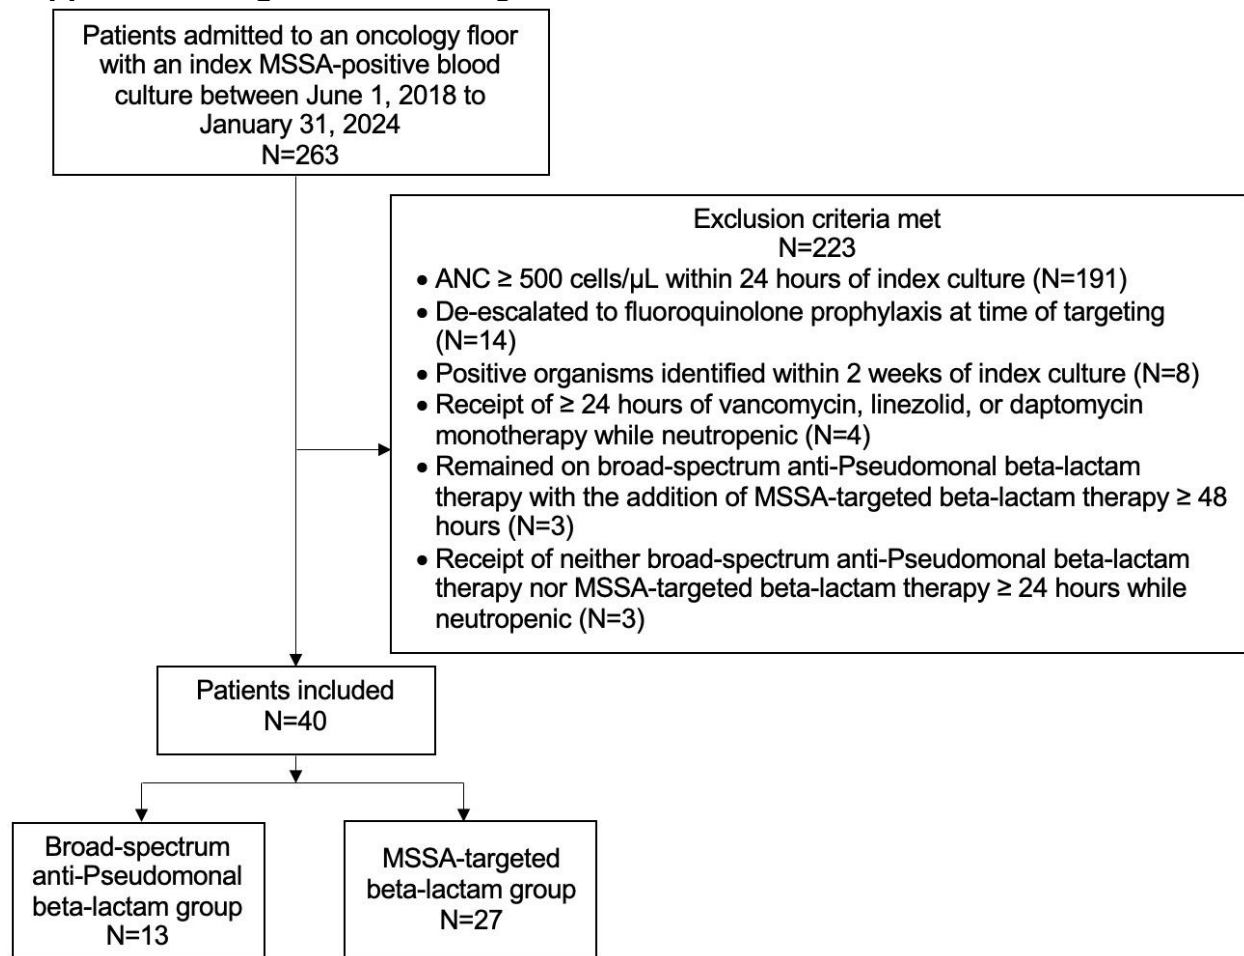 Patients admitted to an oncology floor
with an index MSSA-positive blood
culture between June 1, 2018 to
January 31, 2024
N=263
Exclusion criteria met
N=223
• ANC ≥ 500 cells/μL within 24 hours of index culture (N=191)
• De-escalated to fluoroquinolone prophylaxis at time of targeting
(N=14)
• Positive organisms identified within 2 weeks of index culture (N=8)
• Receipt of ≥ 24 hours of vancomycin, linezolid, or daptomycin
monotherapy while neutropenic (N=4)
• Remained on broad-spectrum anti-Pseudomonal beta-lactam
therapy with the addition of MSSA-targeted beta-lactam therapy ≥ 48
hours (N=3)
• Receipt of neither broad-spectrum anti-Pseudomonal beta-lactam
therapy nor MSSA-targeted beta-lactam therapy ≥ 24 hours while
neutropenic (N=3)
Patients included
N=40
Broad-spectrum
anti-Pseudomonal
beta-lactam group
N=13
MSSA-targeted
beta-lactam group
N=27